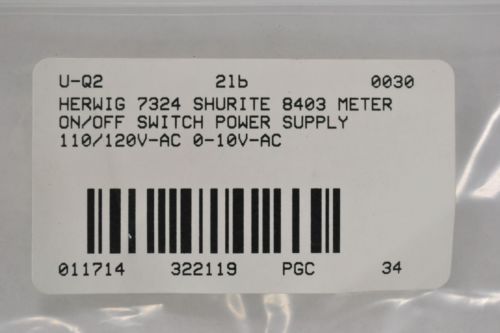 U-Q2 2lb 0030
HERWIG 7324 SHURITE 8403 METER
ON/OFF SWITCH POWER SUPPLY
110/120V-AC 0-10V-AC
011714 322119 PGC 34